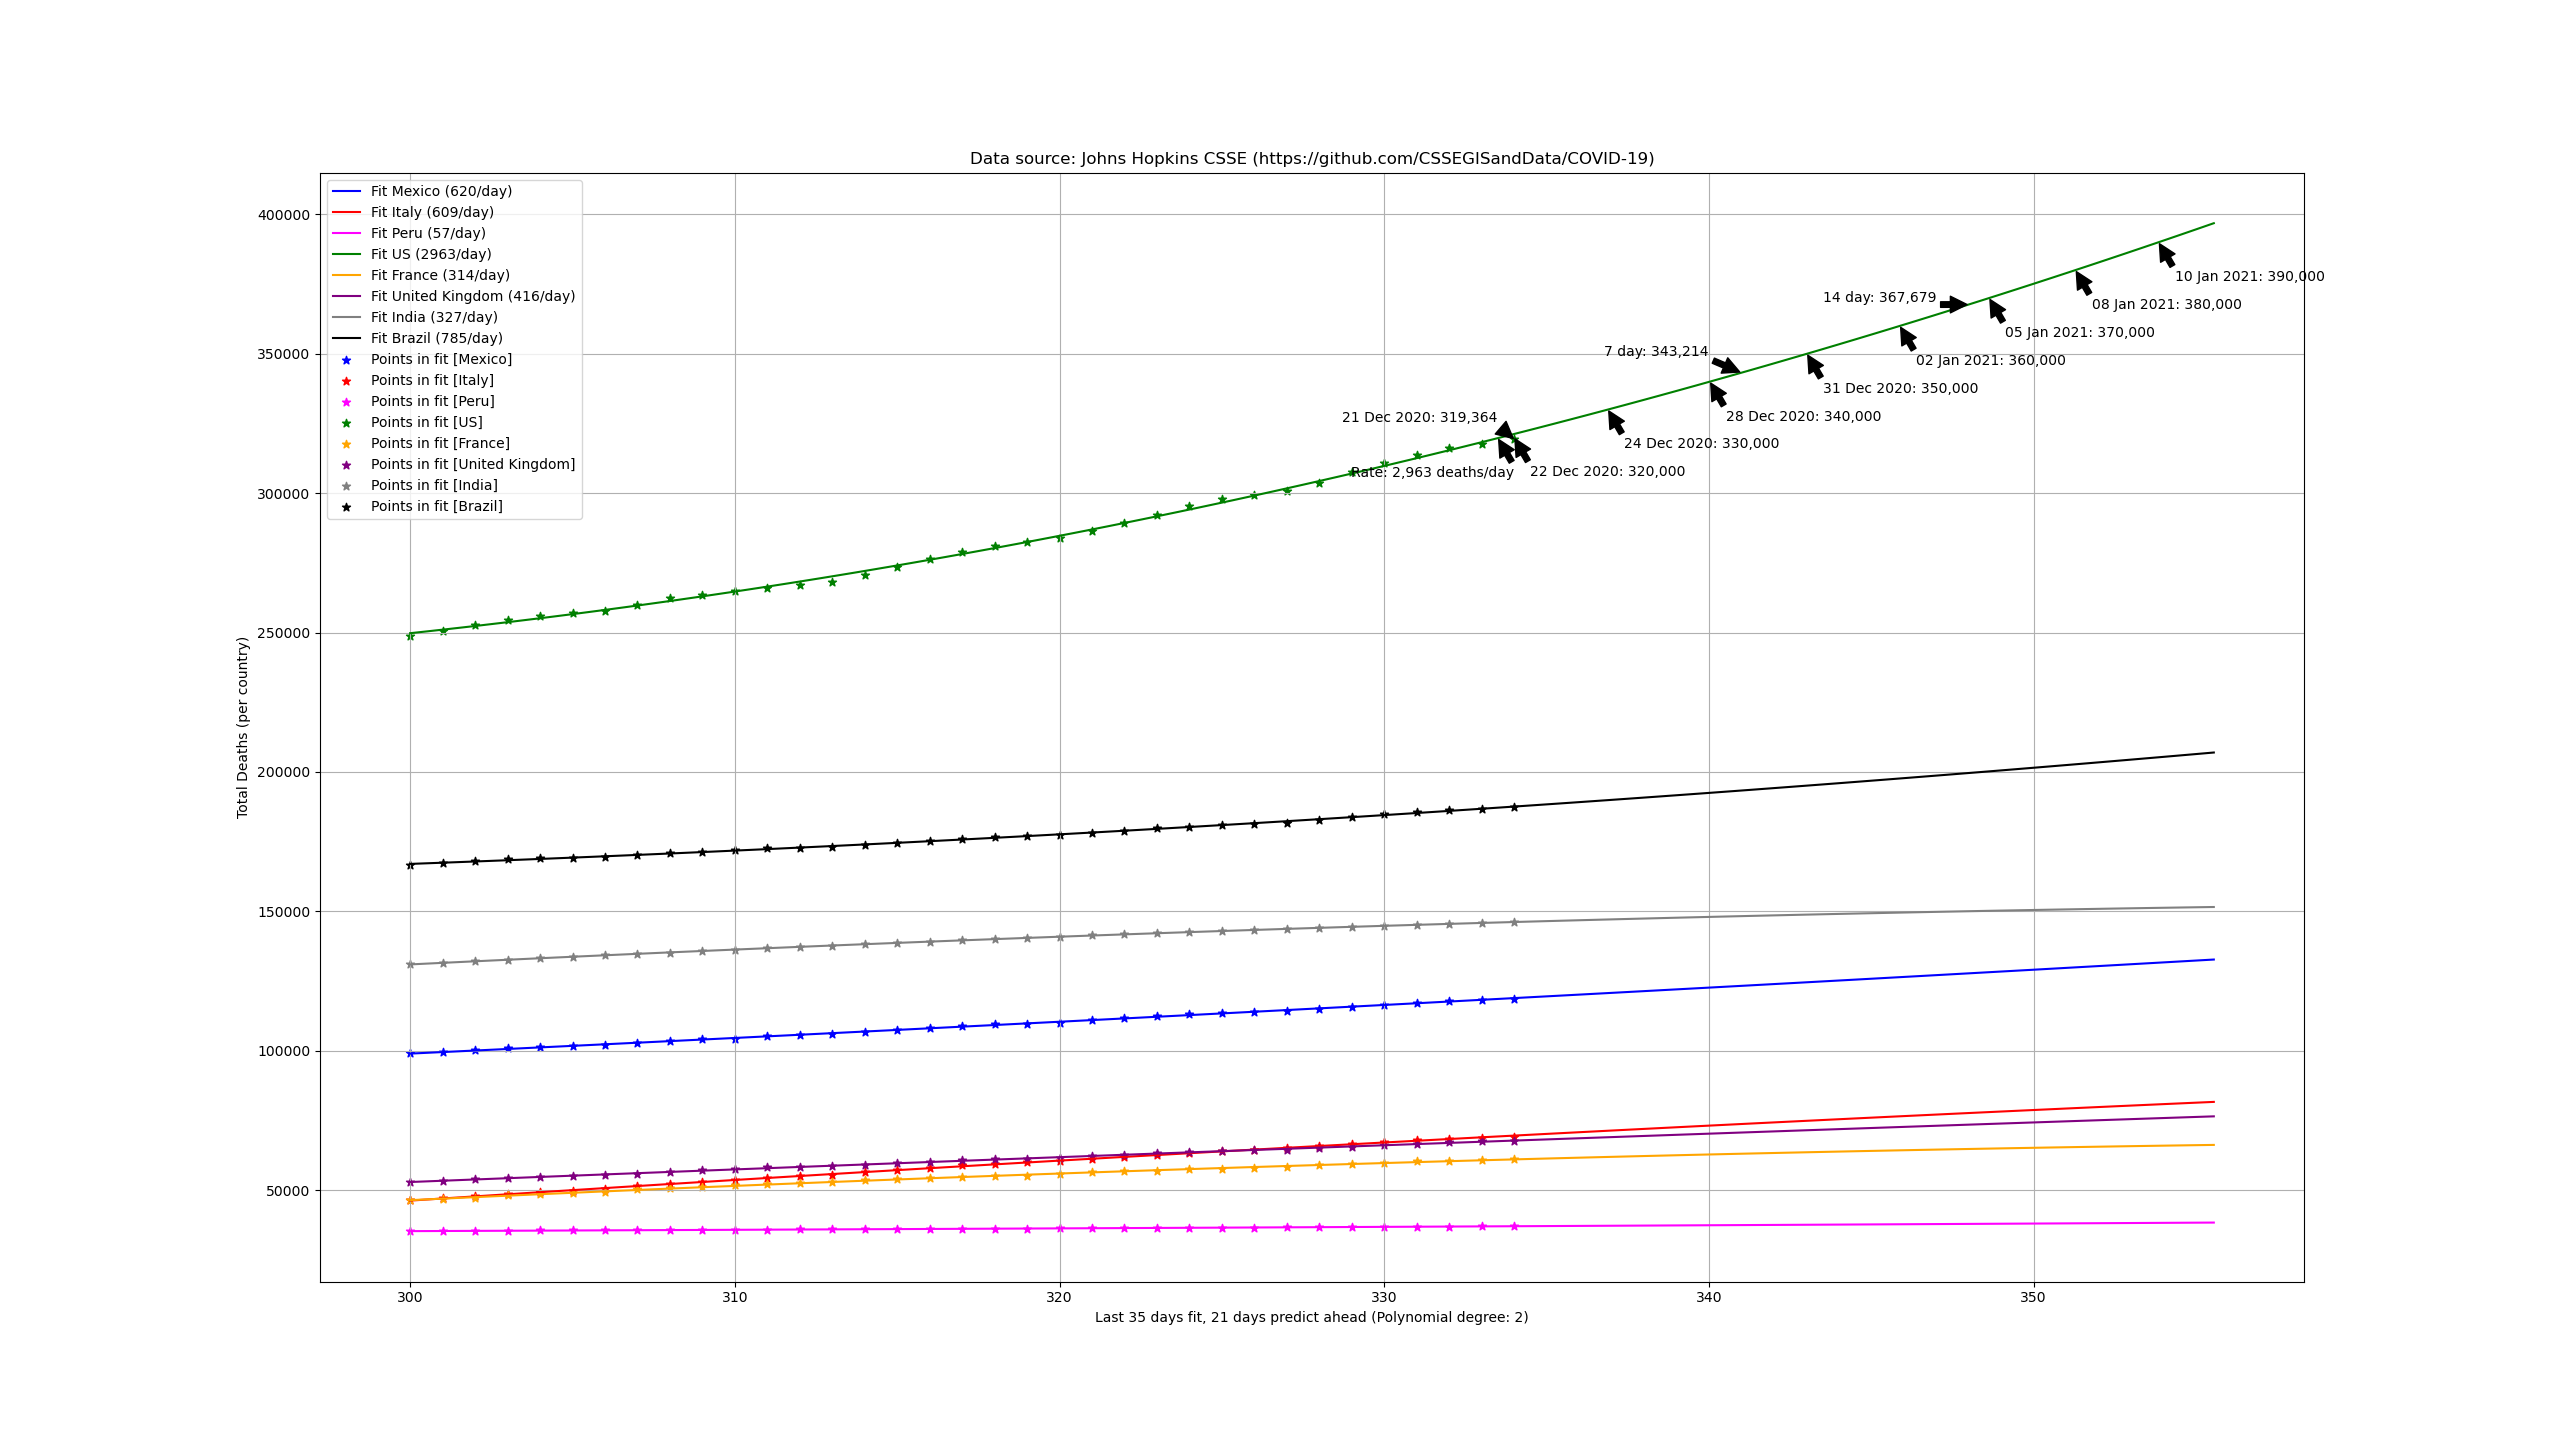 Data source: Johns Hopkins CSSE (https://github.com/CSSEGISandData/COVID-19)
Fit Mexico (620/day)
Fit Italy (609/day)
Fit Peru (57/day)
Fit US (2963/day)
Fit France (314/day)
Fit United Kingdom (416/day)
Fit India (327/day)
Fit Brazil (785/day)
Points in fit [Mexico]
Points in fit [Italy]
Points in fit [Peru]
Points in fit [US]
Points in fit [France]
Points in fit [United Kingdom]
Points in fit [India]
Points in fit [Brazil]
400000
350000
300000
250000
200000
150000
100000
50000
Total Deaths (per country)
10 Jan 2021: 390,000
14 day: 367,679
08 Jan 2021: 380,000
05 Jan 2021: 370,000
7 day: 343,214
02 Jan 2021: 360,000
31 Dec 2020: 350,000
28 Dec 2020: 340,000
21 Dec 2020: 319,364
24 Dec 2020: 330,000
Rate: 2,963 deaths/day
22 Dec 2020: 320,000
300
310
320
330
340
350
Last 35 days fit, 21 days predict ahead (Polynomial degree: 2)